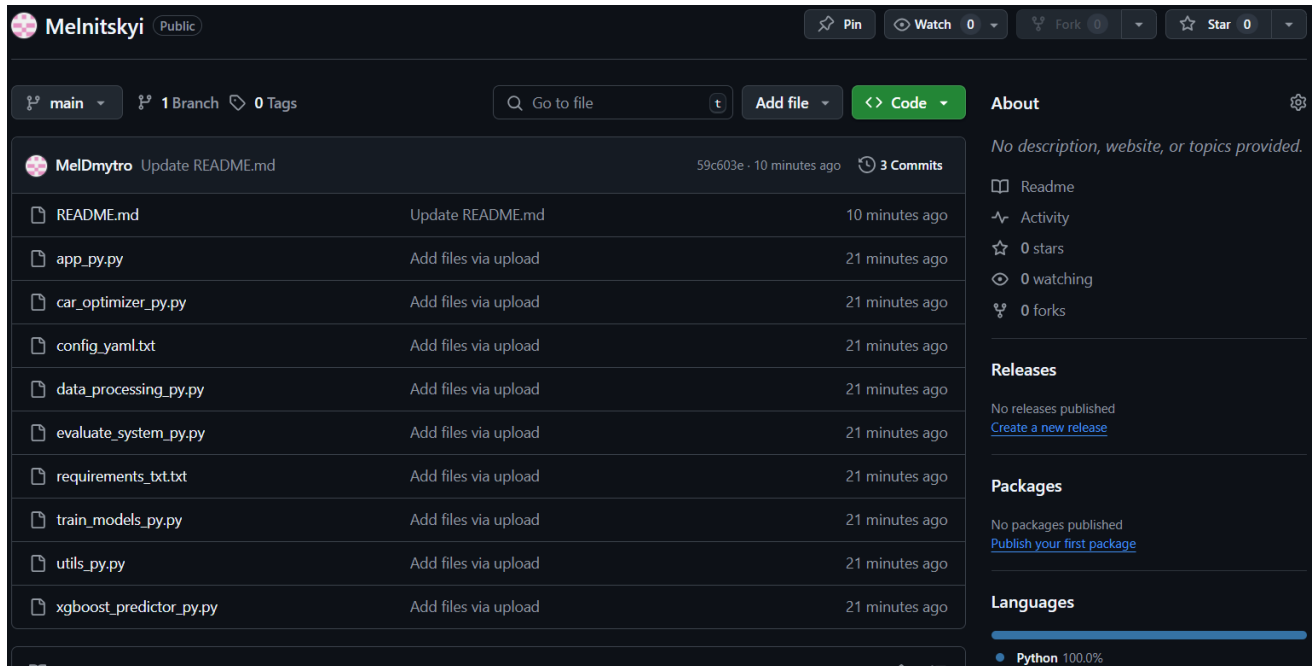 Melnitskyi Public Pin Watch 0 Fork 0 Star 0
main 1 Branch 0 Tags Go to file t Add file Code
MelDmytro Update README.md 59c603e · 10 minutes ago 3 Commits
README.md Update README.md 10 minutes ago
app_py.py Add files via upload 21 minutes ago
car_optimizer_py.py Add files via upload 21 minutes ago
config_yaml.txt Add files via upload 21 minutes ago
data_processing_py.py Add files via upload 21 minutes ago
evaluate_system_py.py Add files via upload 21 minutes ago
requirements_txt.txt Add files via upload 21 minutes ago
train_models_py.py Add files via upload 21 minutes ago
utils_py.py Add files via upload 21 minutes ago
xgboost_predictor_py.py Add files via upload 21 minutes ago
About
No description, website, or topics provided.
Readme
Activity
0 stars
0 watching
0 forks
Releases
No releases published
Create a new release
Packages
No packages published
Publish your first package
Languages
Python 100.0%